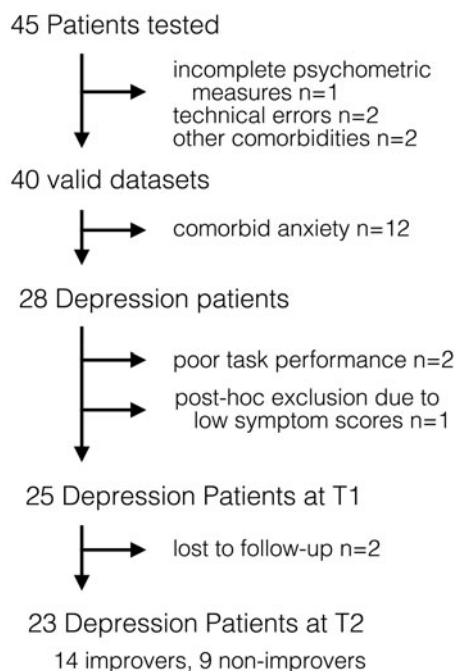 45 Patients tested
incomplete psychometric
measures n=1
technical errors n=2
other comorbidities n=2
40 valid datasets
comorbid anxiety n=12
28 Depression patients
poor task performance n=2
post-hoc exclusion due to
low symptom scores n=1
25 Depression Patients at T1
lost to follow-up n=2
23 Depression Patients at T2
14 improvers, 9 non-improvers